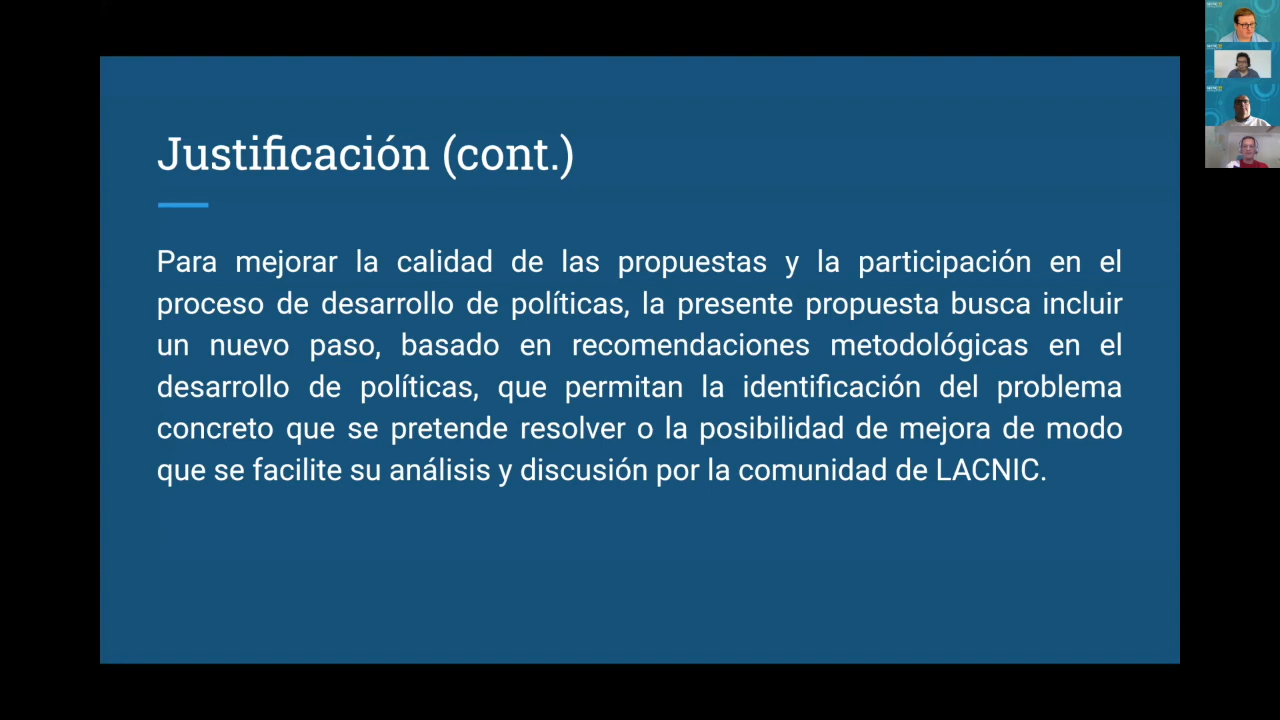 Justificación (cont.)
Para mejorar la calidad de las propuestas y la participación en el
proceso de desarrollo de políticas, la presente propuesta busca incluir
un nuevo paso, basado en recomendaciones metodológicas en el
desarrollo de políticas, que permitan la identificación del problema
concreto que se pretende resolver o la posibilidad de mejora de modo
que se facilite su análisis y discusión por la comunidad de LACNIC.